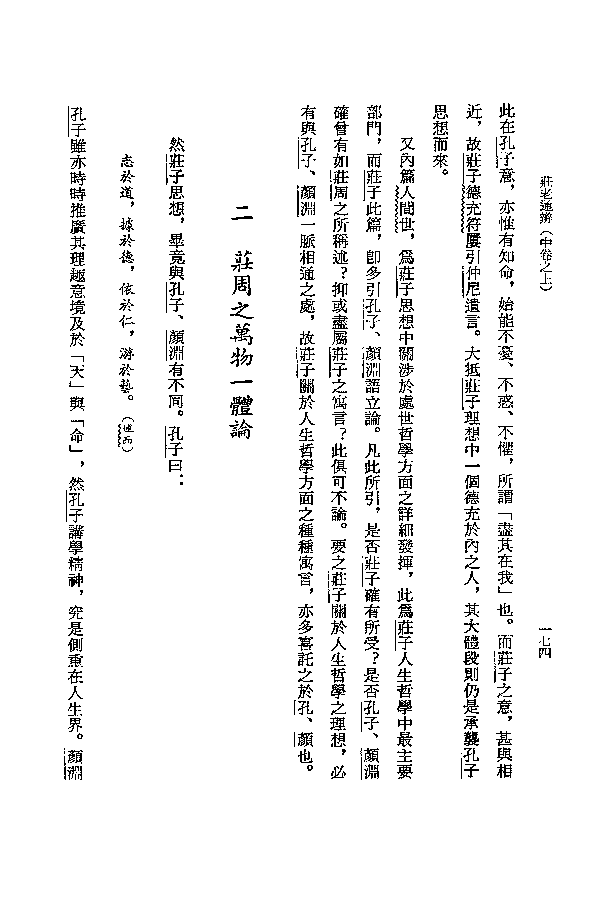 莊老通辨(中卷之上)
一七四
此在孔子意,亦惟有知命,始能不憂、不惑、不懼,所謂「盡其在我」也。而莊子之意,甚與相
近,故莊子德充符屢引仲尼遺言。大抵莊子理想中一個德充於內之人,其大體段則仍是承襲孔子
思想而來。
又內篇人間世,爲莊子思想中關涉於處世哲學方面之詳細發揮,此爲莊子人生哲學中最主要
部門,而莊子此篇,卽多引孔子、顏淵語立論。凡此所引,是否莊子確有所受?是否孔子、顏淵
確曾有如莊周之所稱述?抑或盡屬莊子之寓言?此俱可不論。要之莊子關於人生哲學之理想,必
有與孔子、顏淵一脈相通之處,故莊子關於人生哲學方面之種種寓言,亦多喜託之於孔、顏也。
二 莊周之萬物一體論
然莊子思想,畢竟與孔子、顏淵有不同。孔子曰:
志於道,據於德,依於仁,游於藝。(述而)
孔子雖亦時時推廣其理趣意境及於「天」與「命」,然孔子講學精神,究是側重在人生界。顏淵